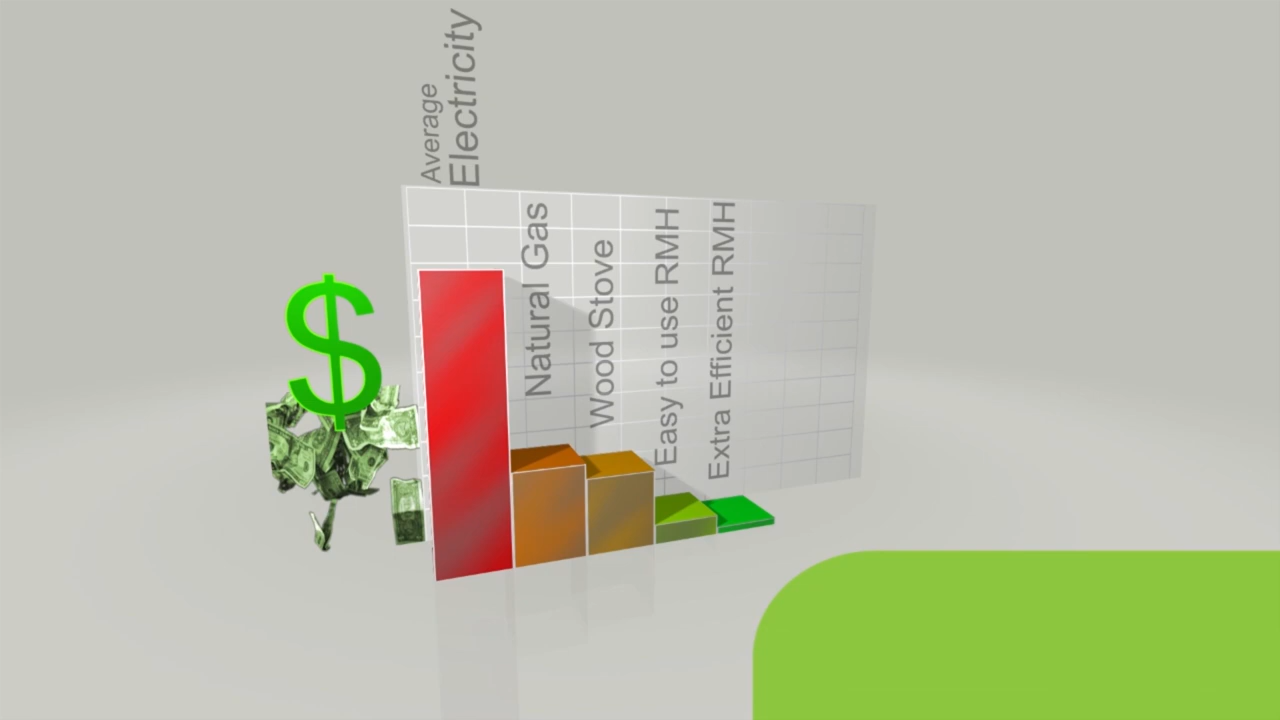 Average
Electricity
Natural Gas
Wood Stove
Easy to use RMH
Extra Efficient RMH
$